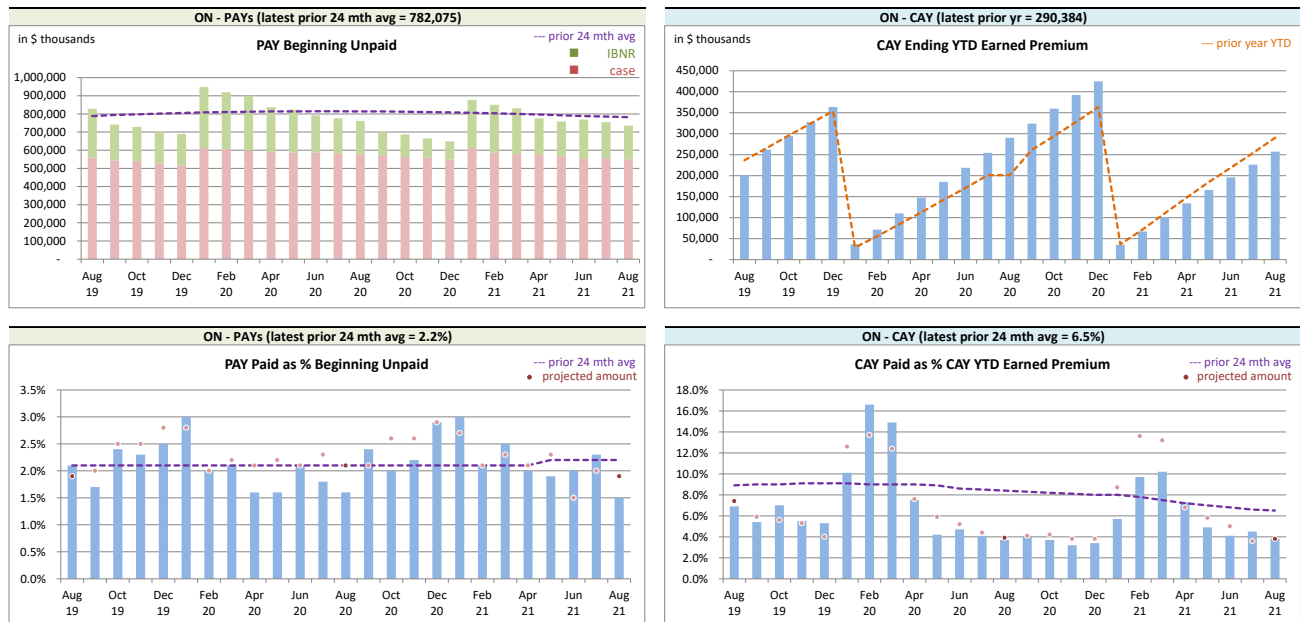 ON - PAYs (latest prior 24 mth avg = 782,075)
in $ thousands
PAY Beginning Unpaid
--- prior 24 mth avg
IBNR
case
1,000,000
900,000
800,000
700,000
600,000
500,000
400,000
300,000
200,000
100,000
-
Aug Oct Dec Feb Apr Jun Aug Oct Dec Feb Apr Jun Aug
19 19 19 20 20 20 20 20 20 21 21 21 21
ON - CAY (latest prior yr = 290,384)
in $ thousands
CAY Ending YTD Earned Premium
--- prior year YTD
450,000
400,000
350,000
300,000
250,000
200,000
150,000
100,000
50,000
-
Aug Oct Dec Feb Apr Jun Aug Oct Dec Feb Apr Jun Aug
19 19 19 20 20 20 20 20 20 21 21 21 21
ON - PAYs (latest prior 24 mth avg = 2.2%)
PAY Paid as % Beginning Unpaid
--- prior 24 mth avg
projected amount
3.5%
3.0%
2.5%
2.0%
1.5%
1.0%
0.5%
0.0%
Aug Oct Dec Feb Apr Jun Aug Oct Dec Feb Apr Jun Aug
19 19 19 20 20 20 20 20 20 21 21 21 21
ON - CAY (latest prior 24 mth avg = 6.5%)
CAY Paid as % CAY YTD Earned Premium
--- prior 24 mth avg
projected amount
18.0%
16.0%
14.0%
12.0%
10.0%
8.0%
6.0%
4.0%
2.0%
0.0%
Aug Oct Dec Feb Apr Jun Aug Oct Dec Feb Apr Jun Aug
19 19 19 20 20 20 20 20 20 21 21 21 21